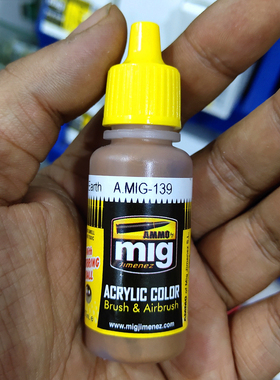 Earth A.MIG-139
AMMO
mig
jimenez
ACRYLIC COLOR
Brush & Airbrush
www.migjimenez.com